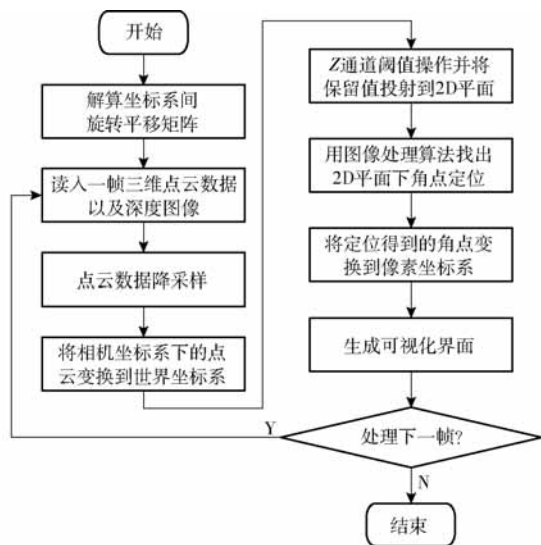 开始
解算坐标系间
旋转平移矩阵
读入一帧三维点云数据
以及深度图像
点云数据降采样
将相机坐标系下的点
云变换到世界坐标系
Z通道阈值操作并将
保留值投射到2D平面
用图像处理算法找出
2D平面下角点定位
将定位得到的角点变
换到像素坐标系
生成可视化界面
处理下一帧?
Y
N
结束